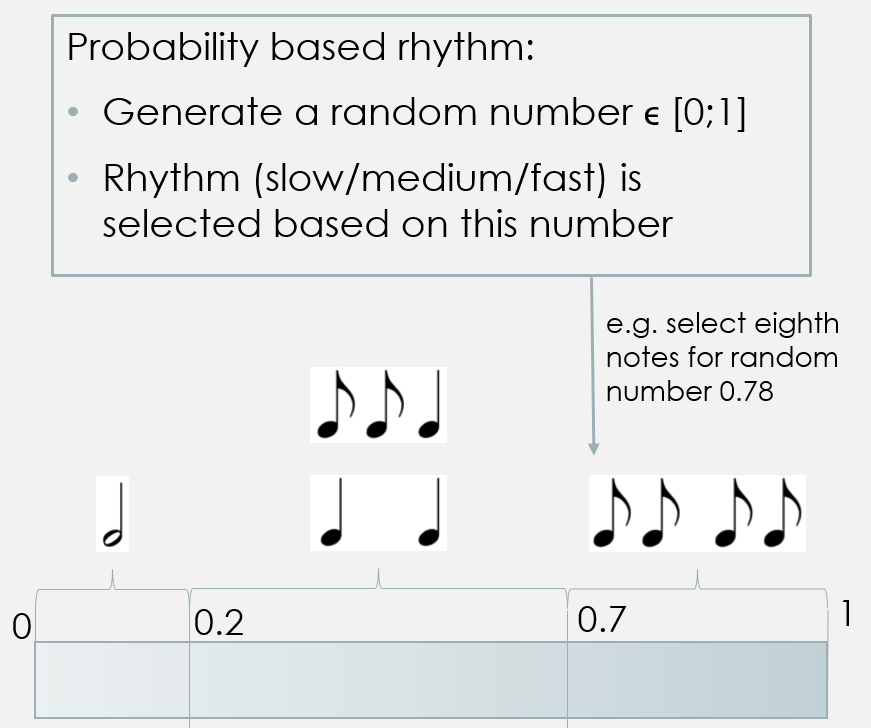 Probability based rhythm:
• Generate a random number ϵ [0;1]
• Rhythm (slow/medium/fast) is
selected based on this number
e.g. select eighth
notes for random
number 0.78
0
0.2
0.7
1